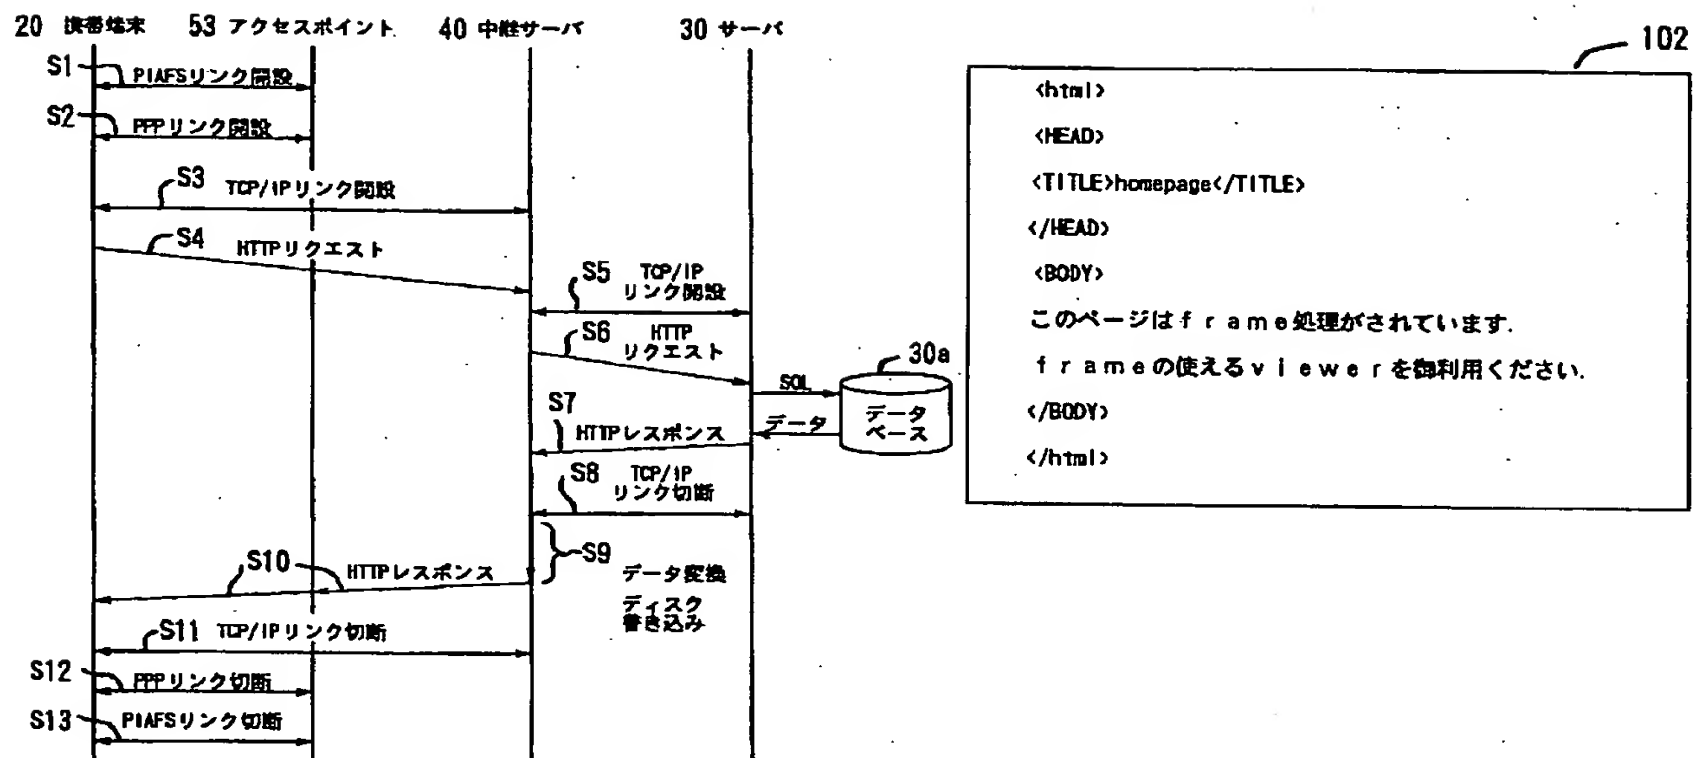 20 携帯端末 53 アクセスポイント 40 中継サーバ 30 サーバ
S1 PIAFSリンク開設
S2 PPPリンク開設
S3 TCP/IPリンク開設
S4 HTTPリクエスト
S5 TCP/IP
リンク開設
S6 HTTP
リクエスト
SQL
30a
データ
ベース
データ
S7 HTTPレスポンス
S8 TCP/IP
リンク切断
S9
データ変換
ディスク
書き込み
S10 HTTPレスポンス
S11 TCP/IPリンク切断
S12 PPPリンク切断
S13 PIAFSリンク切断
102
<html>
<HEAD>
<TITLE>homepage</TITLE>
</HEAD>
<BODY>
このページはframe処理がされています.
frameの使えるviewerを御利用ください.
</BODY>
</html>